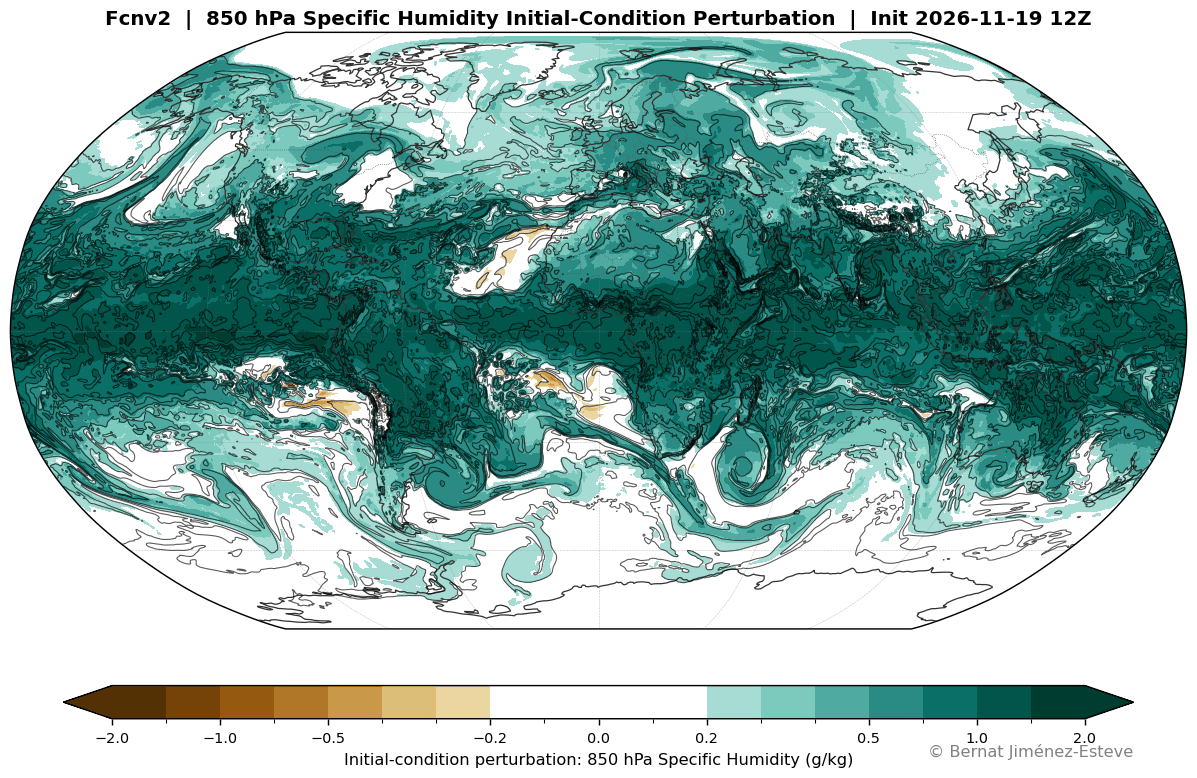 Fcnv2 | 850 hPa Specific Humidity Initial-Condition Perturbation | Init 2026-11-19 12Z
−2.0 −1.0 −0.5 −0.2 0.0 0.2 0.5 1.0 2.0
© Bernat Jiménez-Esteve
Initial-condition perturbation: 850 hPa Specific Humidity (g/kg)